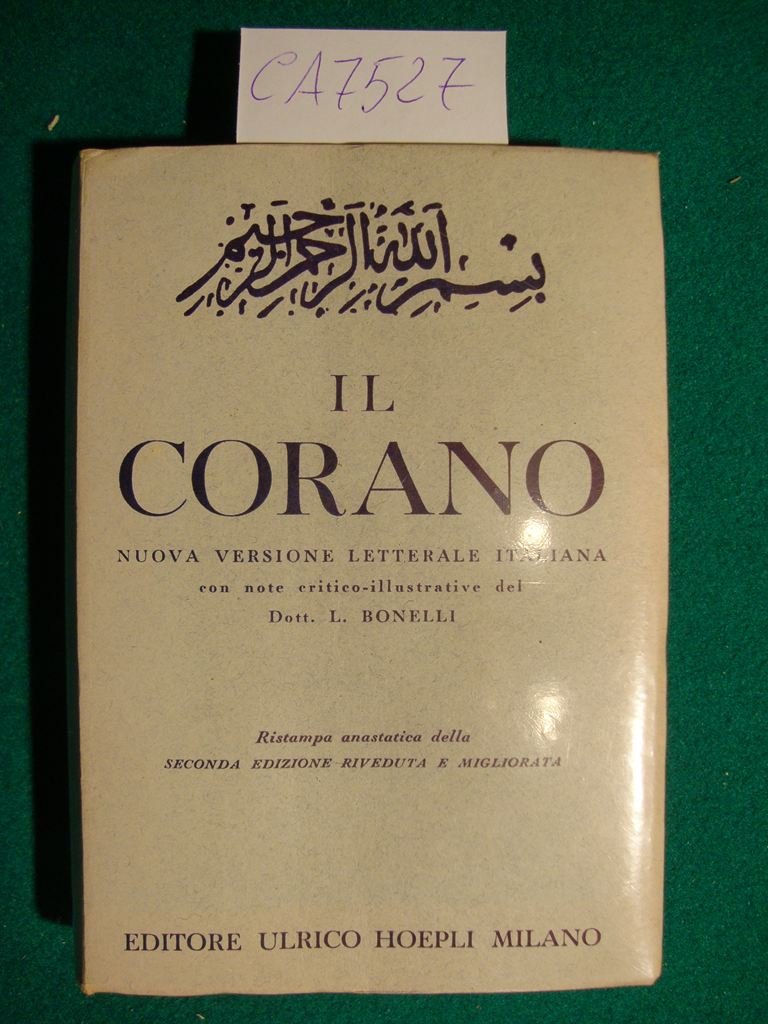 CA7527
بسم الله الرحمن الرحيم
IL
CORANO
NUOVA VERSIONE LETTERALE ITALIANA
con note critico-illustrative del
Dott. L. BONELLI
Ristampa anastatica della
SECONDA EDIZIONE RIVEDUTA E MIGLIORATA
EDITORE ULRICO HOEPLI MILANO